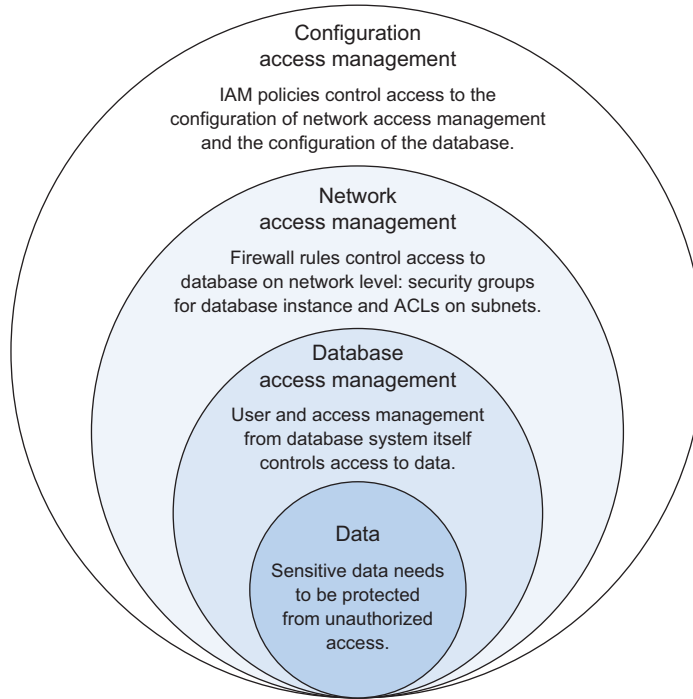 Configuration
access management
IAM policies control access to the
configuration of network access management
and the configuration of the database.
Network
access management
Firewall rules control access to
database on network level: security groups
for database instance and ACLs on subnets.
Database
access management
User and access management
from database system itself
controls access to data.
Data
Sensitive data needs
to be protected
from unauthorized
access.